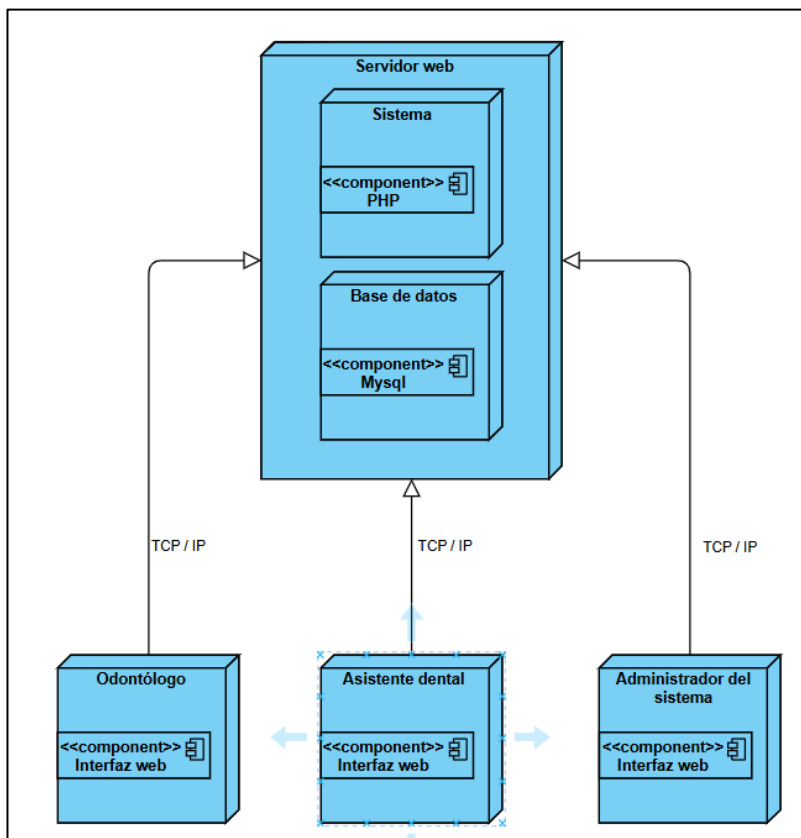 Servidor web
Sistema
<<component>>
PHP
Base de datos
<<component>>
Mysql
TCP / IP
TCP / IP
TCP / IP
Odontólogo
<<component>>
Interfaz web
Asistente dental
<<component>>
Interfaz web
Administrador del
sistema
<<component>>
Interfaz web